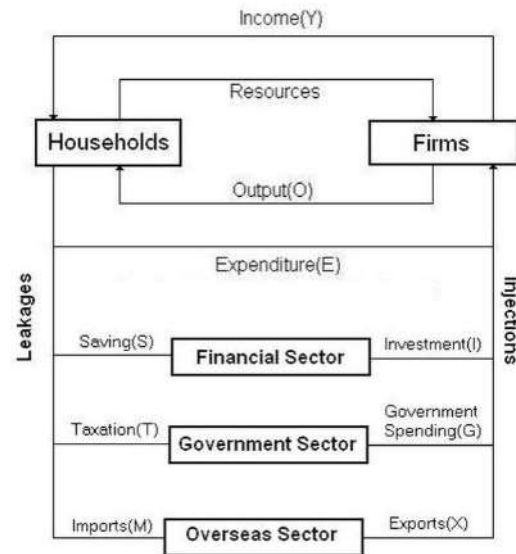 Income(Y)
Resources
Households
Firms
Output(O)
Expenditure(E)
Leakages
Injections
Saving(S)
Financial Sector
Investment(I)
Taxation(T)
Government Sector
Government
Spending(G)
Imports(M)
Overseas Sector
Exports(X)